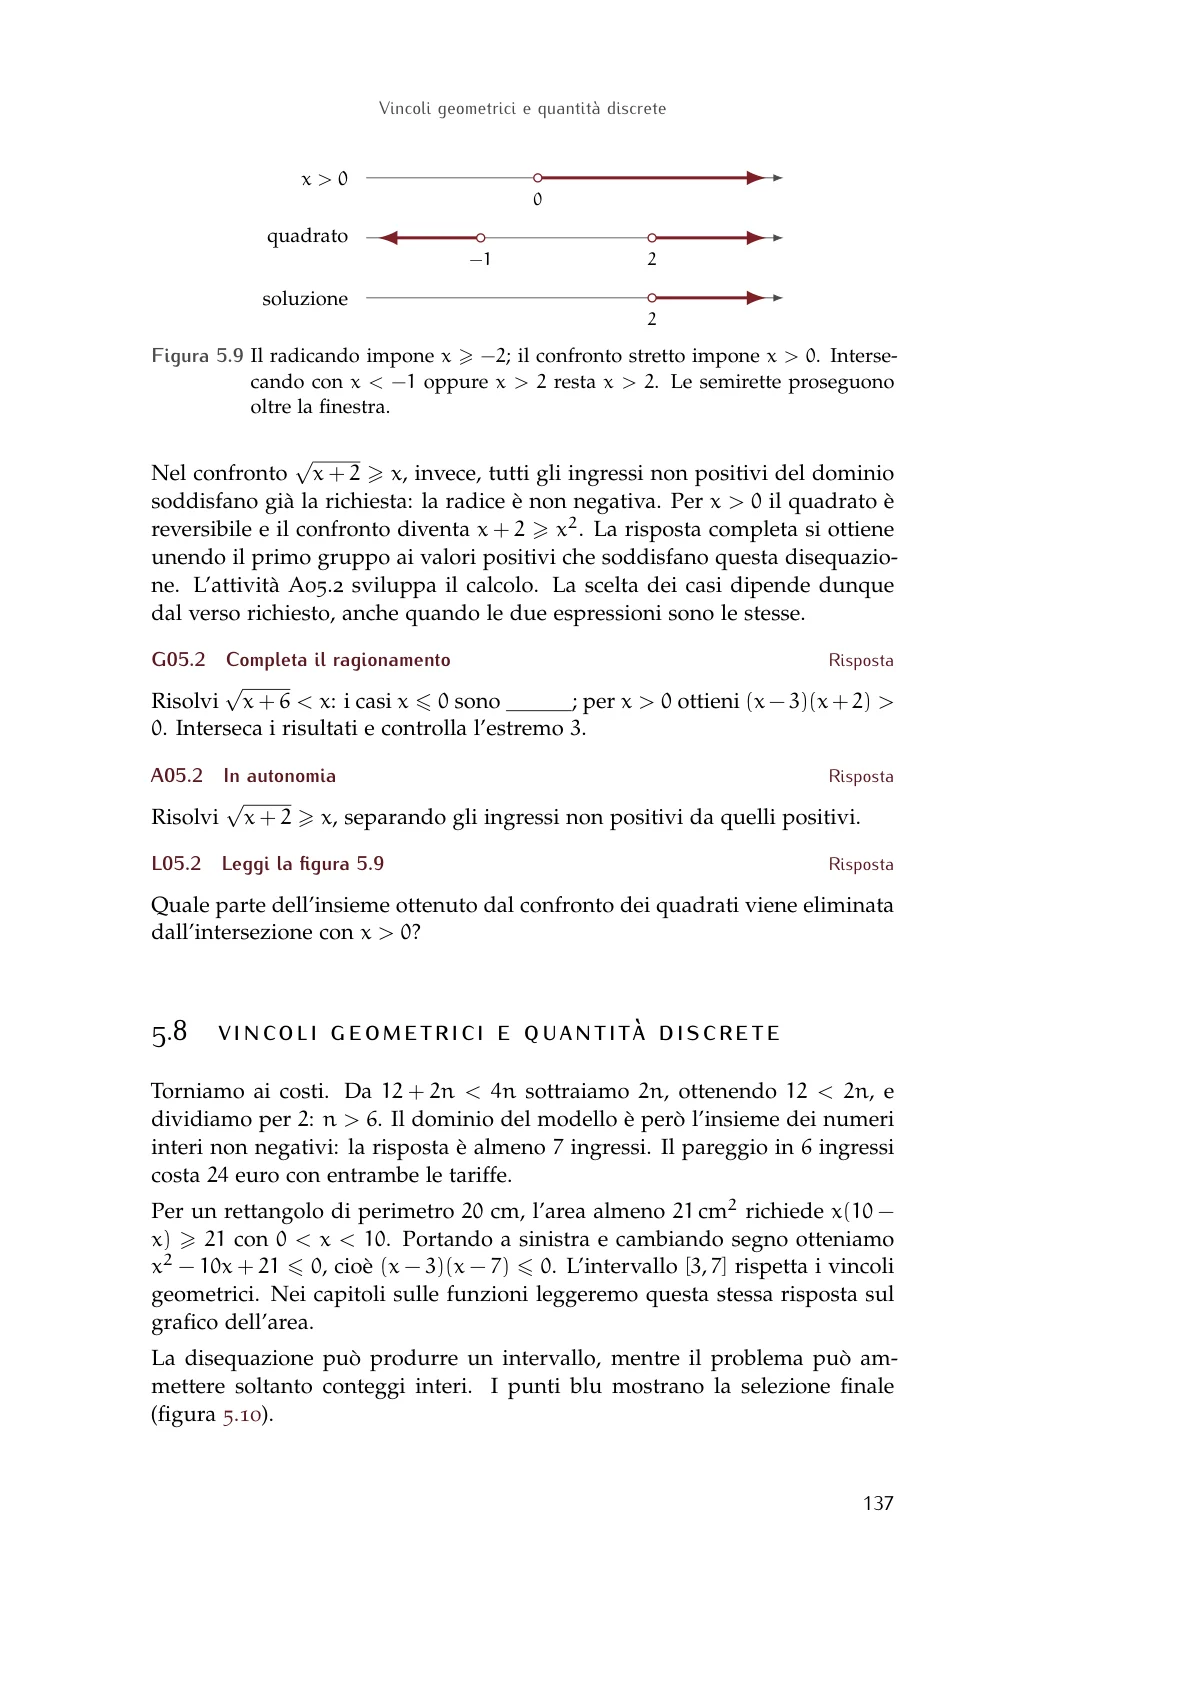 Vincoli geometrici e quantità discrete
x > 0
0
quadrato
−1 2
soluzione
2
Figura 5.9 Il radicando impone x ⩾ −2; il confronto stretto impone x > 0. Interse-
cando con x < −1 oppure x > 2 resta x > 2. Le semirette proseguono
oltre la finestra.
Nel confronto √(x + 2) ⩾ x, invece, tutti gli ingressi non positivi del dominio
soddisfano già la richiesta: la radice è non negativa. Per x > 0 il quadrato è
reversibile e il confronto diventa x + 2 ⩾ x². La risposta completa si ottiene
unendo il primo gruppo ai valori positivi che soddisfano questa disequazio-
ne. L'attività A05.2 sviluppa il calcolo. La scelta dei casi dipende dunque
dal verso richiesto, anche quando le due espressioni sono le stesse.
G05.2 Completa il ragionamento Risposta
Risolvi √(x + 6) < x: i casi x ⩽ 0 sono ______; per x > 0 ottieni (x − 3)(x + 2) >
0. Interseca i risultati e controlla l'estremo 3.
A05.2 In autonomia Risposta
Risolvi √(x + 2) ⩾ x, separando gli ingressi non positivi da quelli positivi.
L05.2 Leggi la figura 5.9 Risposta
Quale parte dell'insieme ottenuto dal confronto dei quadrati viene eliminata
dall'intersezione con x > 0?
5.8 VINCOLI GEOMETRICI E QUANTITÀ DISCRETE
Torniamo ai costi. Da 12 + 2n < 4n sottraiamo 2n, ottenendo 12 < 2n, e
dividiamo per 2: n > 6. Il dominio del modello è però l'insieme dei numeri
interi non negativi: la risposta è almeno 7 ingressi. Il pareggio in 6 ingressi
costa 24 euro con entrambe le tariffe.
Per un rettangolo di perimetro 20 cm, l'area almeno 21 cm² richiede x(10 −
x) ⩾ 21 con 0 < x < 10. Portando a sinistra e cambiando segno otteniamo
x² − 10x + 21 ⩽ 0, cioè (x − 3)(x − 7) ⩽ 0. L'intervallo [3, 7] rispetta i vincoli
geometrici. Nei capitoli sulle funzioni leggeremo questa stessa risposta sul
grafico dell'area.
La disequazione può produrre un intervallo, mentre il problema può am-
mettere soltanto conteggi interi. I punti blu mostrano la selezione finale
(figura 5.10).
137